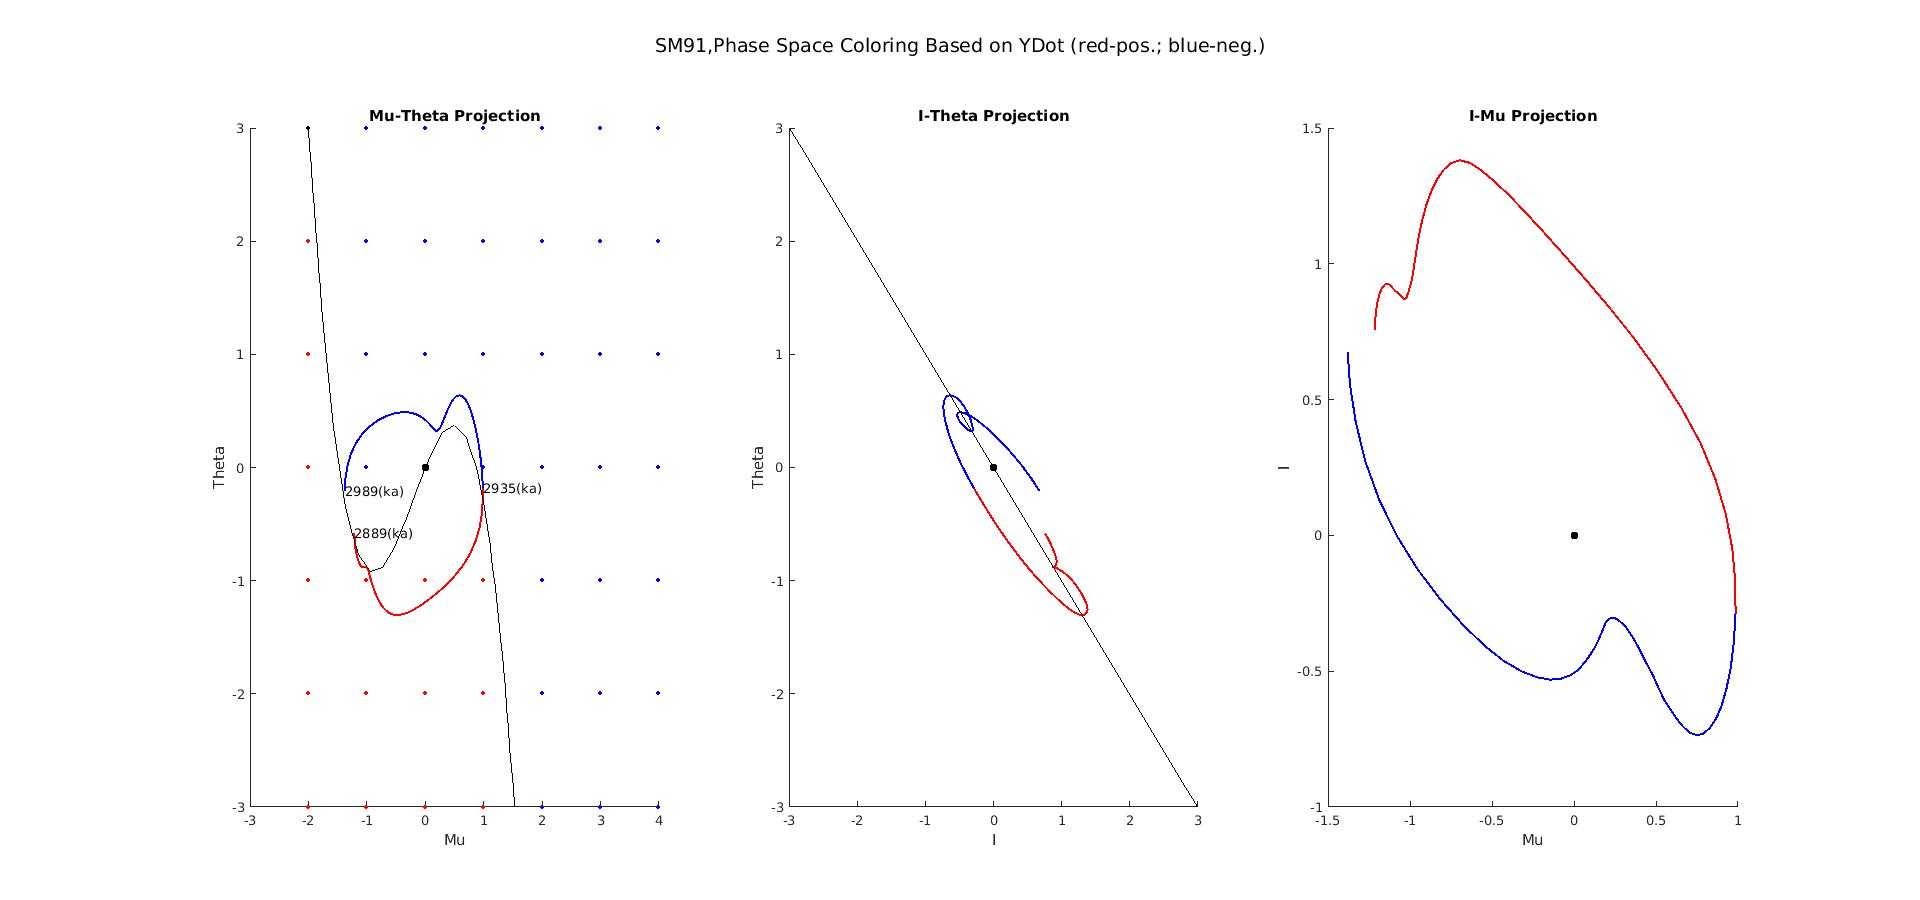 SM91,Phase Space Coloring Based on YDot (red-pos.; blue-neg.)
Mu-Theta Projection
3
2
1
0
-1
-2
-3
Theta
2989(ka)
2935(ka)
2889(ka)
-3 -2 -1 0 1 2 3 4
Mu
I-Theta Projection
3
2
1
0
-1
-2
-3
Theta
-3 -2 -1 0 1 2 3
I
I-Mu Projection
1.5
1
0.5
0
-0.5
-1
I
-1.5 -1 -0.5 0 0.5 1
Mu